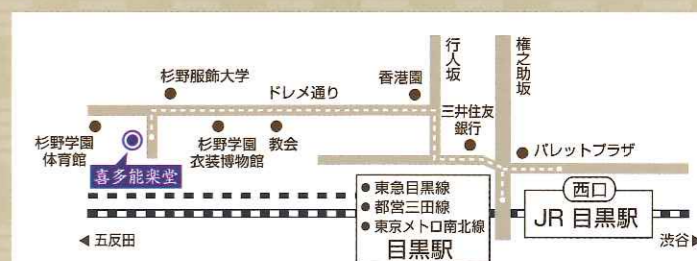 行人坂
権之助坂
杉野服飾大学
ドレメ通り
香港園
三井住友
銀行
パレットプラザ
杉野学園
体育館
喜多能楽堂
杉野学園
衣装博物館
教会
西口
JR 目黒駅
東急目黒線
都営三田線
東京メトロ南北線
目黒駅
五反田
渋谷